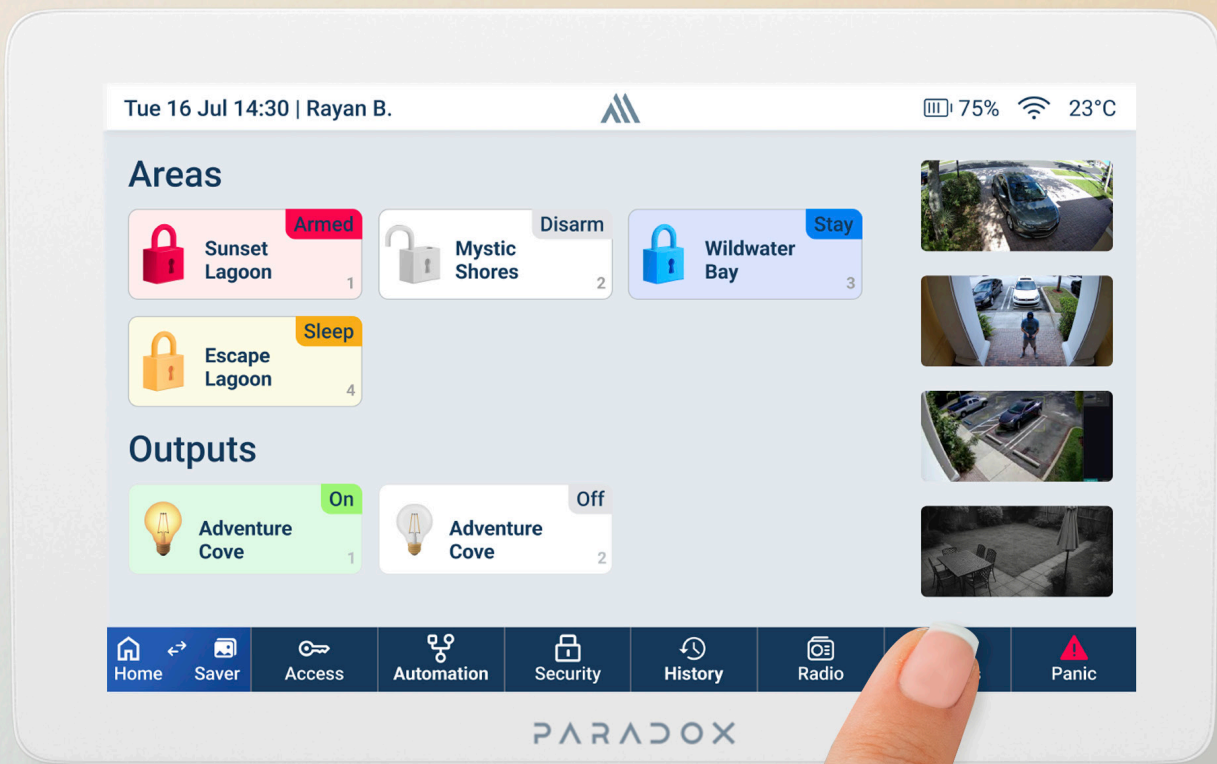 Tue 16 Jul 14:30 | Rayan B.
75% 23°C
Areas
Armed
Sunset
Lagoon
1
Disarm
Mystic
Shores
2
Stay
Wildwater
Bay
3
Sleep
Escape
Lagoon
4
Outputs
On
Adventure
Cove
1
Off
Adventure
Cove
2
Home
Saver
Access
Automation
Security
History
Radio
Panic
PARADOX